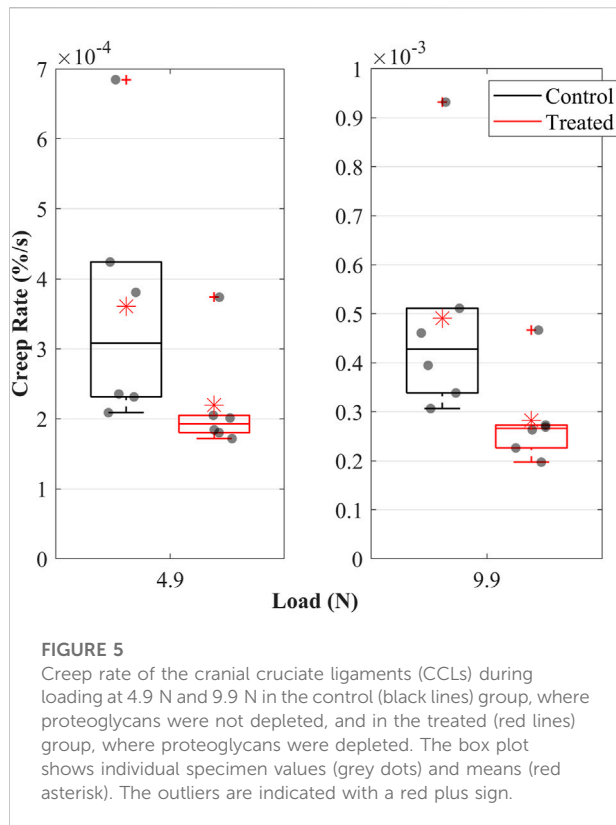 ×10⁻⁴
7
6
5
4
3
2
1
0
4.9
Creep Rate (%/s)
×10⁻³
1
0.9
0.8
0.7
0.6
0.5
0.4
0.3
0.2
0.1
0
9.9
Control
Treated
Load (N)
FIGURE 5
Creep rate of the cranial cruciate ligaments (CCLs) during
loading at 4.9 N and 9.9 N in the control (black lines) group, where
proteoglycans were not depleted, and in the treated (red lines)
group, where proteoglycans were depleted. The box plot
shows individual specimen values (grey dots) and means (red
asterisk). The outliers are indicated with a red plus sign.